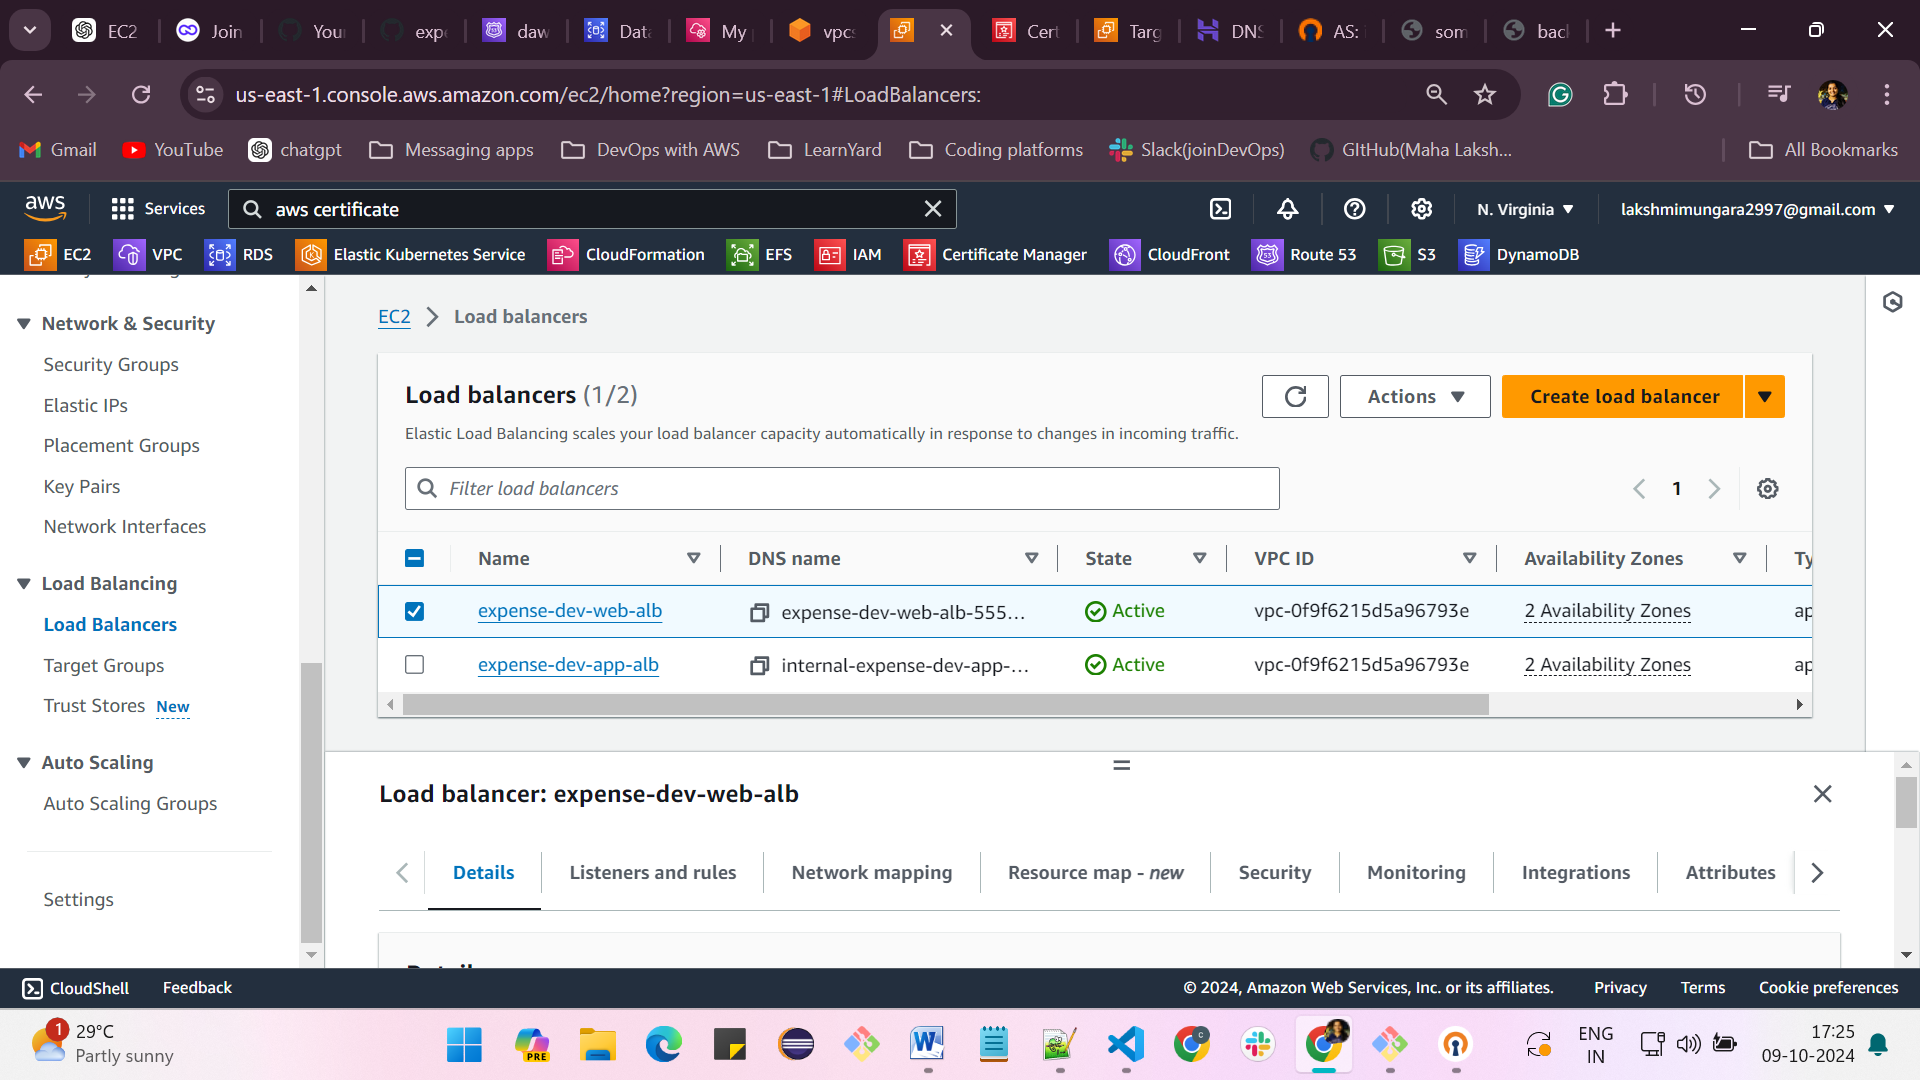 EC2
Join
You
expe
daw
Data
My
vpcs
Cert
Targ
DNS
AS:
som
back
us-east-1.console.aws.amazon.com/ec2/home?region=us-east-1#LoadBalancers:
Gmail
YouTube
chatgpt
Messaging apps
DevOps with AWS
LearnYard
Coding platforms
Slack(joinDevOps)
GItHub(Maha Laksh...
All Bookmarks
aws
Services
aws certificate
N. Virginia
lakshmimungara2997@gmail.com
EC2
VPC
RDS
Elastic Kubernetes Service
CloudFormation
EFS
IAM
Certificate Manager
CloudFront
Route 53
S3
DynamoDB
Network & Security
Security Groups
Elastic IPs
Placement Groups
Key Pairs
Network Interfaces
Load Balancing
Load Balancers
Target Groups
Trust Stores New
Auto Scaling
Auto Scaling Groups
Settings
EC2 > Load balancers
Load balancers (1/2)
Actions
Create load balancer
Elastic Load Balancing scales your load balancer capacity automatically in response to changes in incoming traffic.
Filter load balancers
1
Name DNS name State VPC ID Availability Zones Ty
expense-dev-web-alb expense-dev-web-alb-555... Active vpc-0f9f6215d5a96793e 2 Availability Zones ap
expense-dev-app-alb internal-expense-dev-app-... Active vpc-0f9f6215d5a96793e 2 Availability Zones ap
Load balancer: expense-dev-web-alb
Details
Listeners and rules
Network mapping
Resource map - new
Security
Monitoring
Integrations
Attributes
CloudShell
Feedback
© 2024, Amazon Web Services, Inc. or its affiliates.
Privacy
Terms
Cookie preferences
1
29°C
Partly sunny
PRE
ENG
IN
17:25
09-10-2024